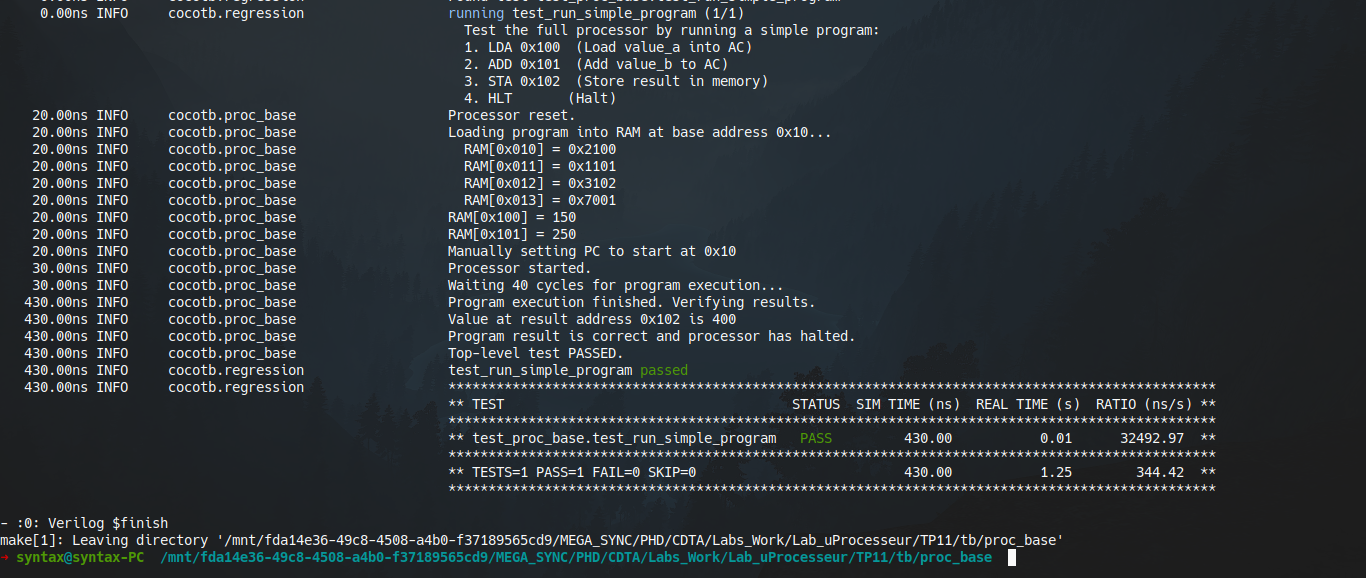 0.00ns INFO     cocotb.regression                  running test_run_simple_program (1/1)
Test the full processor by running a simple program:
1. LDA 0x100  (Load value_a into AC)
2. ADD 0x101  (Add value_b to AC)
3. STA 0x102  (Store result in memory)
4. HLT       (Halt)
20.00ns INFO     cocotb.proc_base                   Processor reset.
20.00ns INFO     cocotb.proc_base                   Loading program into RAM at base address 0x10...
20.00ns INFO     cocotb.proc_base                     RAM[0x010] = 0x2100
20.00ns INFO     cocotb.proc_base                     RAM[0x011] = 0x1101
20.00ns INFO     cocotb.proc_base                     RAM[0x012] = 0x3102
20.00ns INFO     cocotb.proc_base                     RAM[0x013] = 0x7001
20.00ns INFO     cocotb.proc_base                   RAM[0x100] = 150
20.00ns INFO     cocotb.proc_base                   RAM[0x101] = 250
20.00ns INFO     cocotb.proc_base                   Manually setting PC to start at 0x10
30.00ns INFO     cocotb.proc_base                   Processor started.
30.00ns INFO     cocotb.proc_base                   Waiting 40 cycles for program execution...
430.00ns INFO     cocotb.proc_base                   Program execution finished. Verifying results.
430.00ns INFO     cocotb.proc_base                   Value at result address 0x102 is 400
430.00ns INFO     cocotb.proc_base                   Program result is correct and processor has halted.
430.00ns INFO     cocotb.proc_base                   Top-level test PASSED.
430.00ns INFO     cocotb.regression                  test_run_simple_program passed
430.00ns INFO     cocotb.regression                  ************************************************************************************************
** TEST                                    STATUS  SIM TIME (ns)  REAL TIME (s)  RATIO (ns/s) **
************************************************************************************************
** test_proc_base.test_run_simple_program   PASS         430.00           0.01      32492.97  **
************************************************************************************************
** TESTS=1 PASS=1 FAIL=0 SKIP=0                          430.00           1.25        344.42  **
************************************************************************************************
- :0: Verilog $finish
make[1]: Leaving directory '/mnt/fda14e36-49c8-4508-a4b0-f37189565cd9/MEGA_SYNC/PHD/CDTA/Labs_Work/Lab_uProcesseur/TP11/tb/proc_base'
➜ syntax@syntax-PC  /mnt/fda14e36-49c8-4508-a4b0-f37189565cd9/MEGA_SYNC/PHD/CDTA/Labs_Work/Lab_uProcesseur/TP11/tb/proc_base